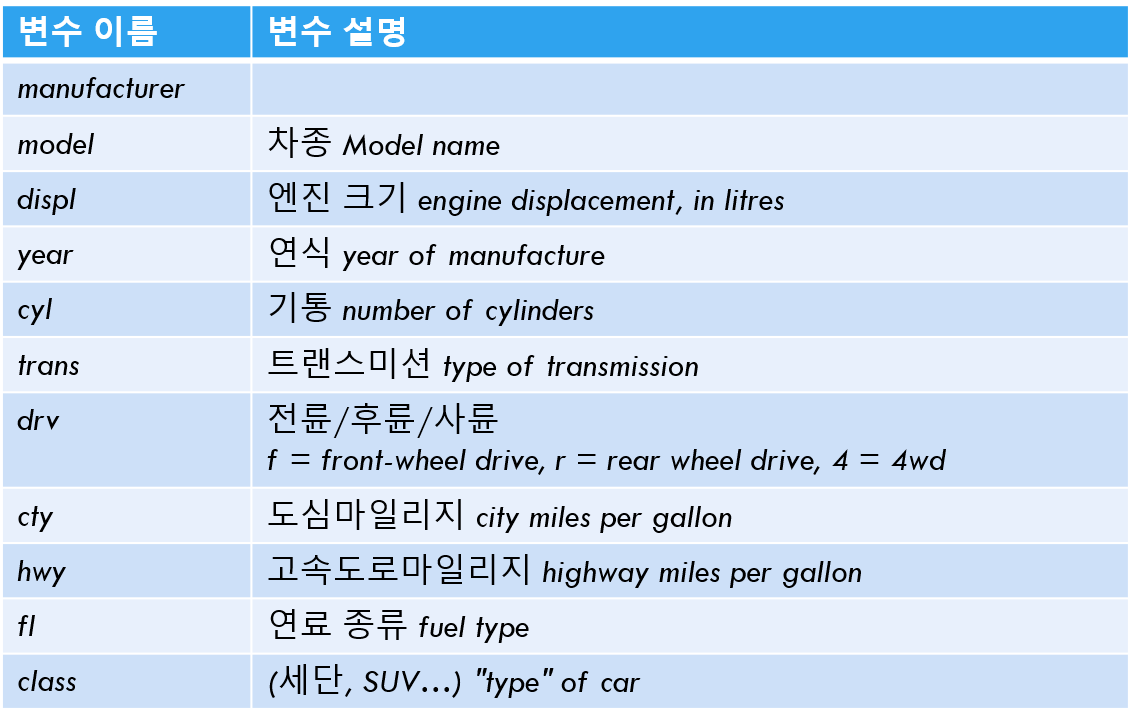 변수 이름 변수 설명
manufacturer
model 차종 Model name
displ 엔진 크기 engine displacement, in litres
year 연식 year of manufacture
cyl 기통 number of cylinders
trans 트랜스미션 type of transmission
drv 전륜/후륜/사륜
f = front-wheel drive, r = rear wheel drive, 4 = 4wd
cty 도심마일리지 city miles per gallon
hwy 고속도로마일리지 highway miles per gallon
fl 연료 종류 fuel type
class (세단, SUV...) "type" of car